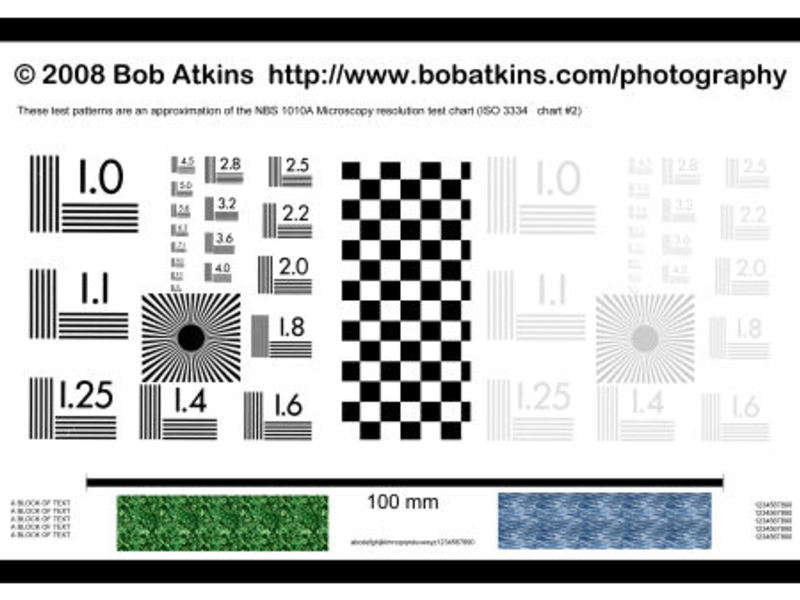 © 2008 Bob Atkins http://www.bobatkins.com/photography
These test patterns are an approximation of the NBS 1010A Microscopy resolution test chart (ISO 3334 chart #2)
1.0 4.5 2.8 2.5 1.0 2.8 2.5
5.0
5.6 3.2 2.2 3.2 2.2
6.3
3.6 3.6
1.1 4.0 2.0 1.1 4.0 2.0
1.8 1.8
1.25 1.4 1.6 1.25 1.4 1.6
100 mm
A BLOCK OF TEXT
A BLOCK OF TEXT
A BLOCK OF TEXT
A BLOCK OF TEXT
A BLOCK OF TEXT
abcdefghijklmnopqrstuvwxyz1234567890
1234567890
1234567890
1234567890
1234567890
1234567890